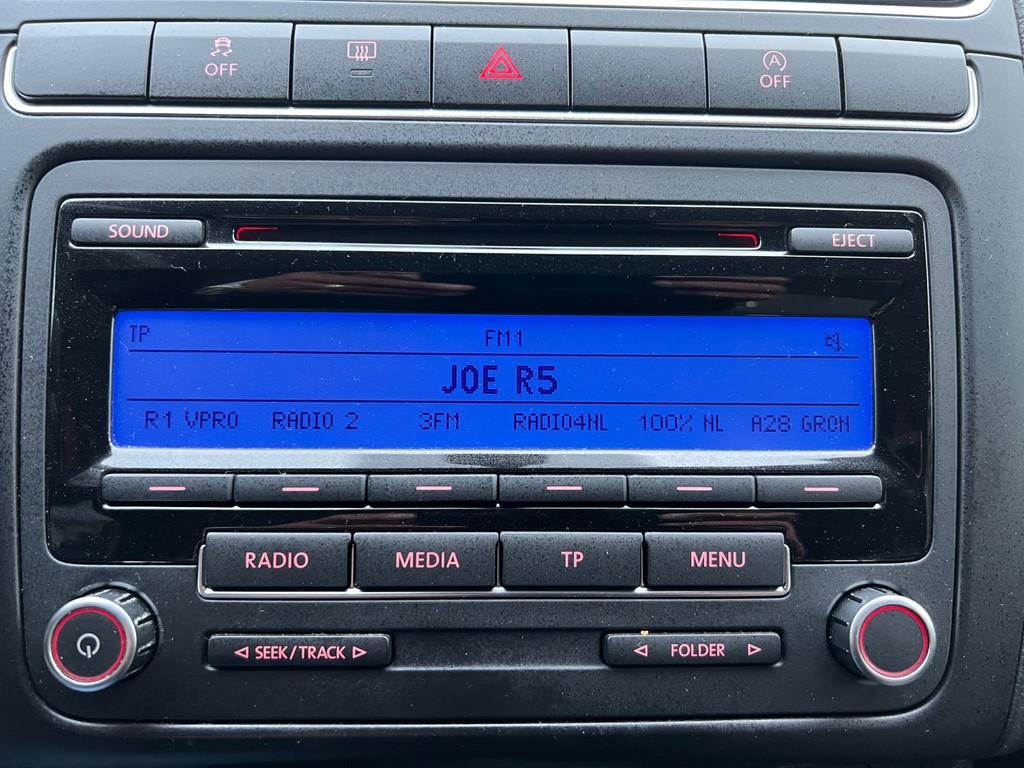 OFF
A OFF
SOUND
EJECT
TP FM1
JOE R5
R1 VPRO RADIO 2 3FM RADIO4NL 100% NL A28 GRON
RADIO MEDIA TP MENU
SEEK/TRACK FOLDER